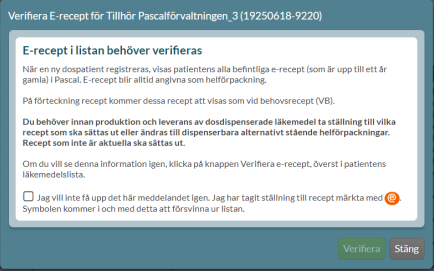 Verifiera E-recept för Tillhör Pascalförvaltningen_3 (19250618-9220)
E-recept i listan behöver verifieras
När en ny dospatient registreras, visas patientens alla befintliga e-recept (som är upp till ett år
gamla) i Pascal. E-recept blir alltid angivna som helförpackning.
På förteckning recept kommer dessa recept att visas som vid behovsrecept (VB).
Du behöver innan produktion och leverans av dosdispenserade läkemedel ta ställning till vilka
recept som ska sättas ut eller ändras till dispenserbara alternativt stående helförpackningar.
Recept som inte är aktuella ska sättas ut.
Om du vill se denna information igen, klicka på knappen Verifiera e-recept, överst i patientens
läkemedelslista.
Jag vill inte få upp det här meddelandet igen. Jag har tagit ställning till recept märkta med e.
Symbolen kommer i och med detta att försvinna ur listan.
Verifiera Stäng